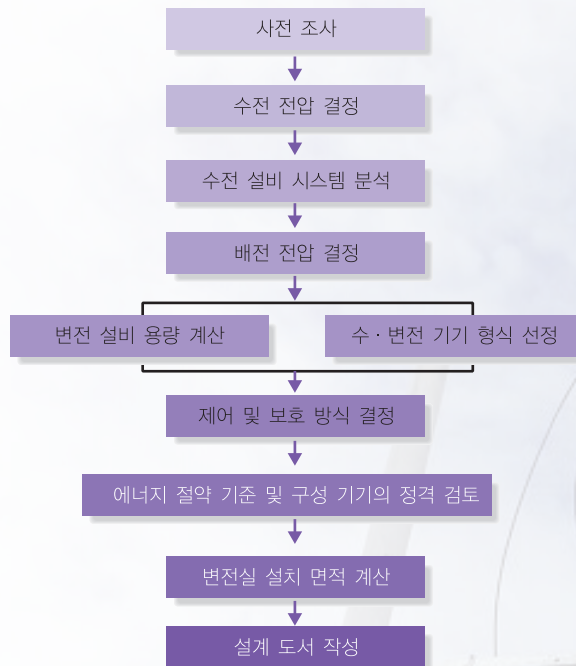 사전 조사
수전 전압 결정
수전 설비 시스템 분석
배전 전압 결정
변전 설비 용량 계산
수 · 변전 기기 형식 선정
제어 및 보호 방식 결정
에너지 절약 기준 및 구성 기기의 정격 검토
변전실 설치 면적 계산
설계 도서 작성